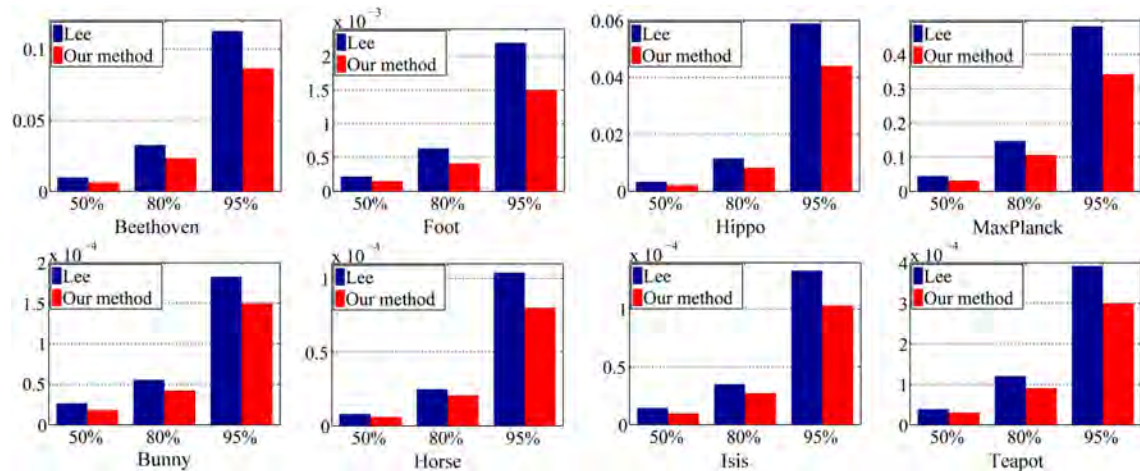 Lee
Our method
0.1
0.05
0
50% 80% 95%
Beethoven
x 10⁻³
Lee
Our method
2
1.5
1
0.5
0
50% 80% 95%
Foot
0.06
Lee
Our method
0.04
0.02
0
50% 80% 95%
Hippo
Lee
Our method
0.4
0.3
0.2
0.1
0
50% 80% 95%
MaxPlanck
x 10⁻⁴
2
Lee
Our method
1.5
1
0.5
0
50% 80% 95%
Bunny
x 10⁻⁴
Lee
Our method
1
0.5
0
50% 80% 95%
Horse
x 10⁻⁴
Lee
Our method
1
0.5
0
50% 80% 95%
Isis
x 10⁻⁴
4
Lee
Our method
3
2
1
0
50% 80% 95%
Teapot